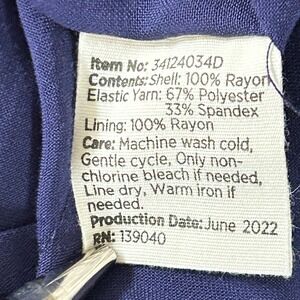 Item No: 34124034D
Contents: Shell: 100% Rayon
Elastic Yarn: 67% Polyester
33% Spandex
Lining: 100% Rayon
Care: Machine wash cold,
Gentle cycle, Only non-
chlorine bleach if needed,
Line dry, Warm iron if
needed.
Production Date: June 2022
RN: 139040